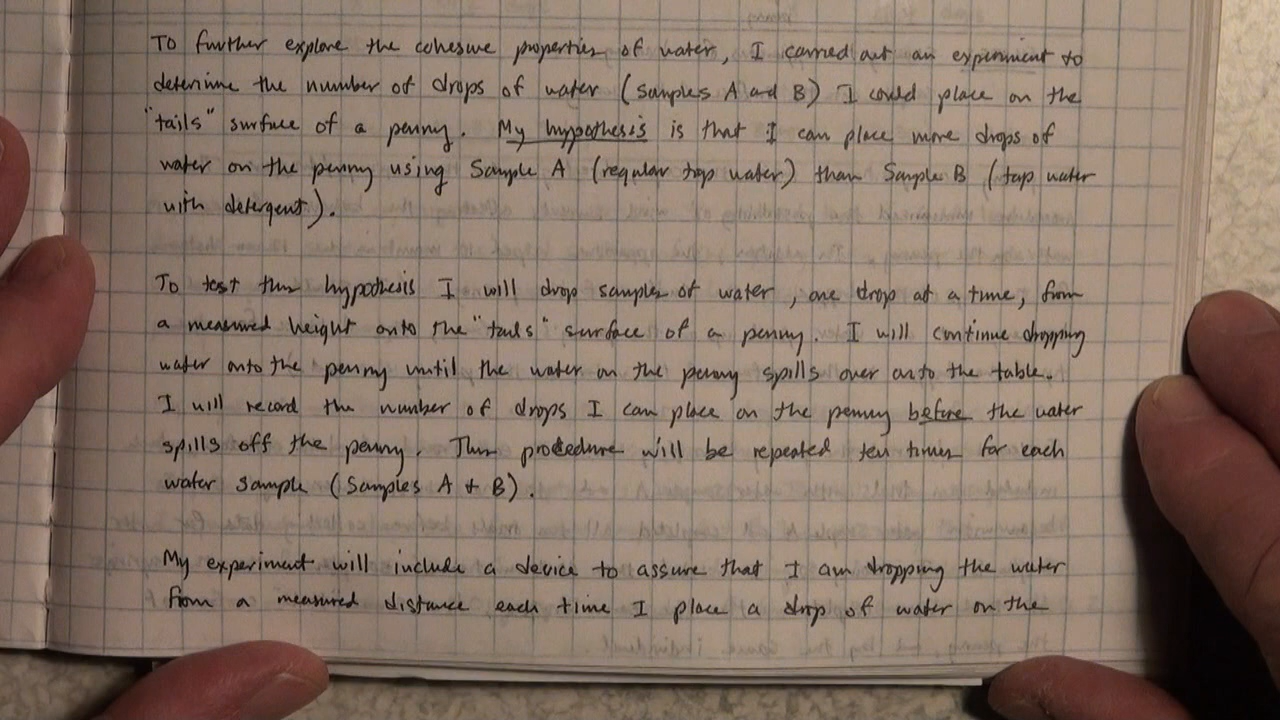 To further explore the cohesive properties of water, I carried out an experiment to
determine the number of drops of water (samples A and B) I could place on the
"tails" surface of a penny. My hypothesis is that I can place more drops of
water on the penny using Sample A (regular tap water) than Sample B (tap water
with detergent).
To test this hypothesis I will drop samples of water, one drop at a time, from
a measured height onto the "tails" surface of a penny. I will continue dropping
water onto the penny until the water on the penny spills over onto the table.
I will record the number of drops I can place on the penny before the water
spills off the penny. This procedure will be repeated ten times for each
water sample (Samples A + B).
My experiment will include a device to assure that I am dropping the water
from a measured distance each time I place a drop of water on the